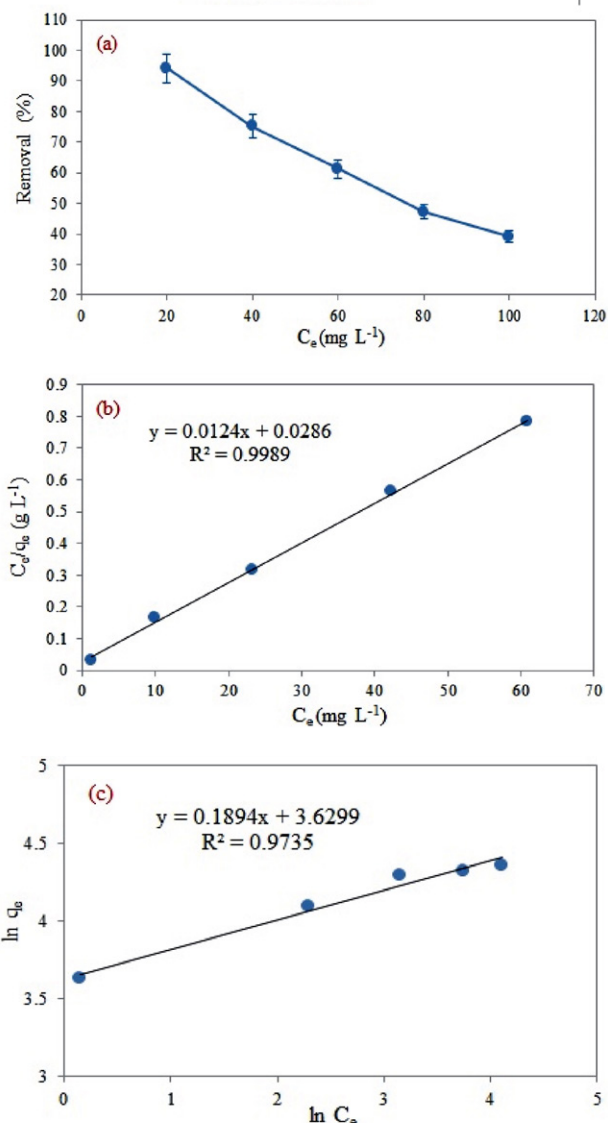 (a)
Removal (%)
110
100
90
80
70
60
50
40
30
20
0 20 40 60 80 100 120
Cₑ(mg L⁻¹)
(b)
y = 0.0124x + 0.0286
R² = 0.9989
Cₑ/qₑ (g L⁻¹)
0.9
0.8
0.7
0.6
0.5
0.4
0.3
0.2
0.1
0
0 10 20 30 40 50 60 70
Cₑ(mg L⁻¹)
(c)
y = 0.1894x + 3.6299
R² = 0.9735
ln qₑ
5
4.5
4
3.5
3
0 1 2 3 4 5
ln Cₑ